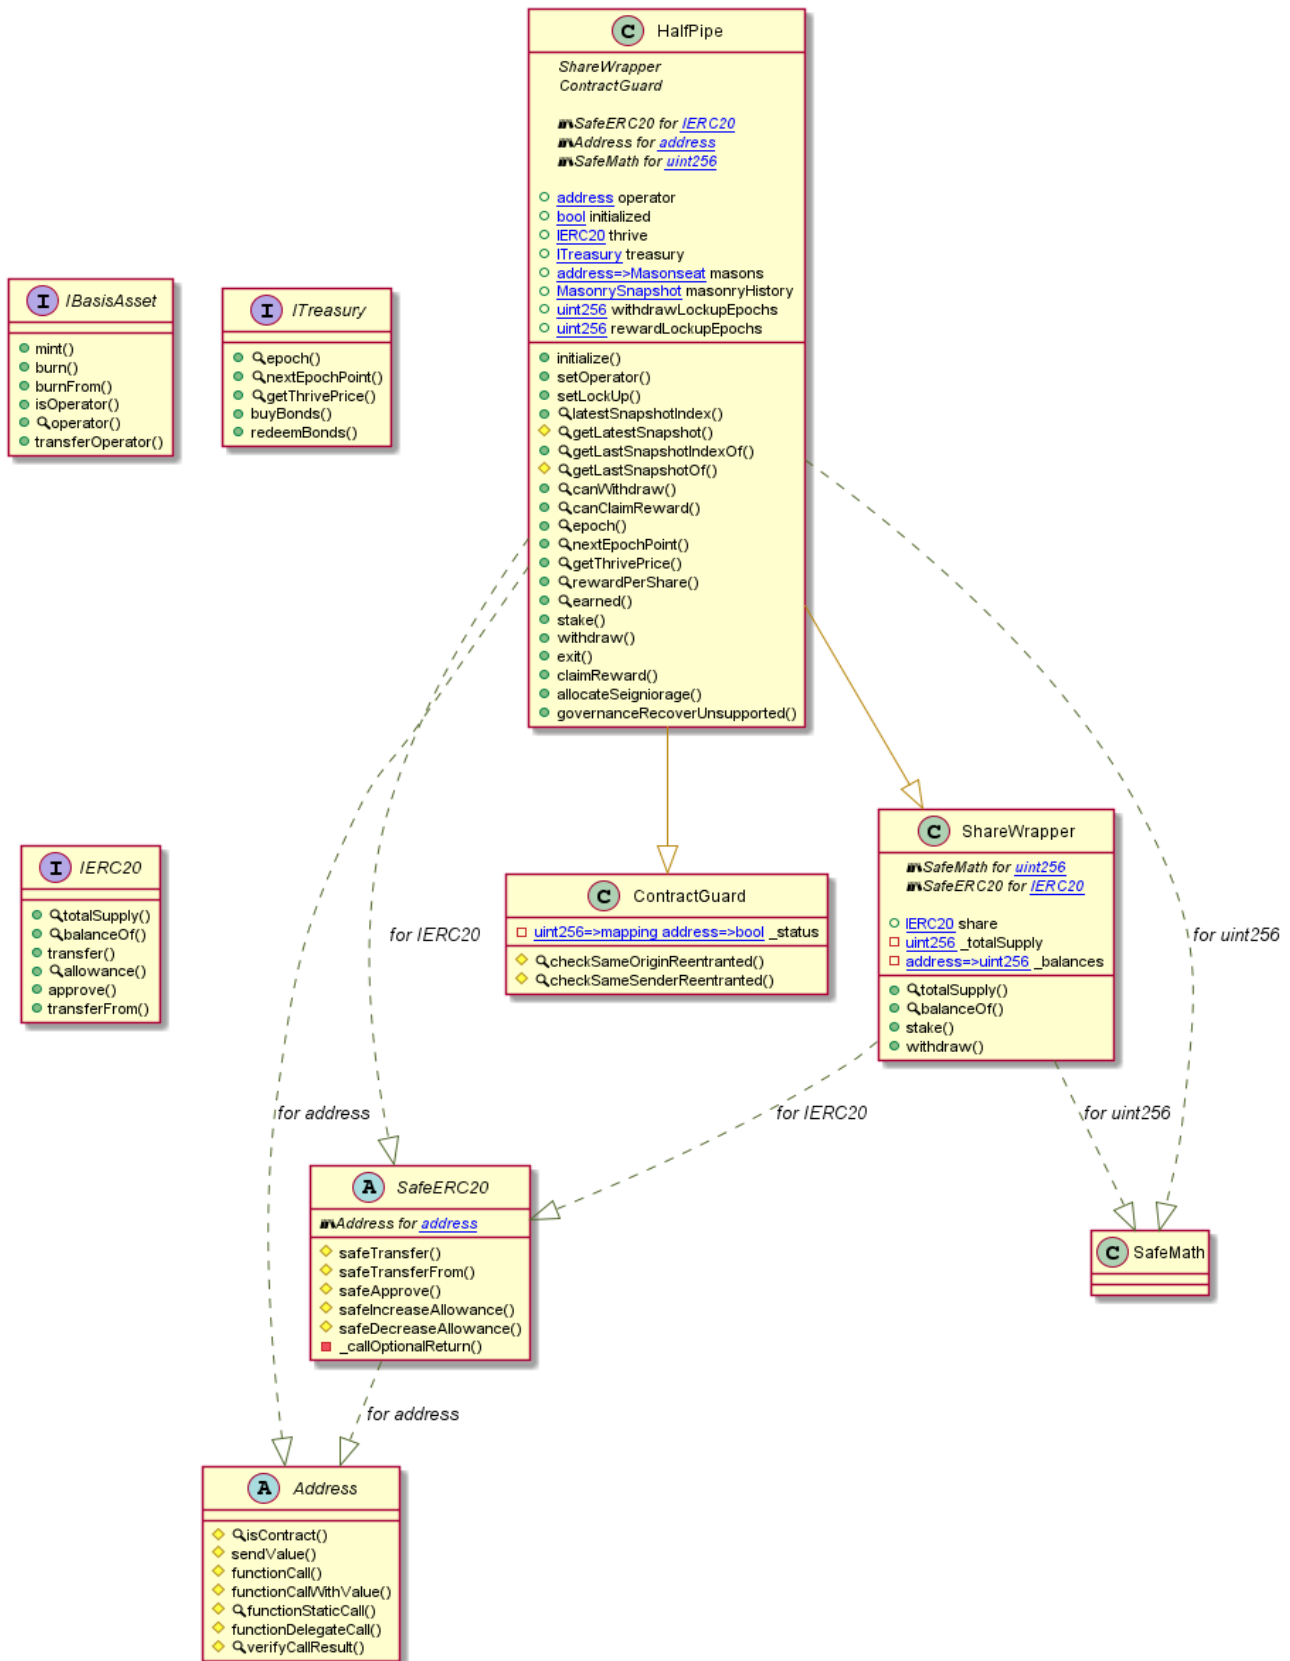 C HalfPipe
ShareWrapper
ContractGuard
SafeERC20 for IERC20
Address for address
SafeMath for uint256
address operator
bool initialized
IERC20 thrive
ITreasury treasury
address=>Masonseat masons
MasonrySnapshot masonryHistory
uint256 withdrawLockupEpochs
uint256 rewardLockupEpochs
initialize()
setOperator()
setLockUp()
latestSnapshotIndex()
getLatestSnapshot()
getLastSnapshotIndexOf()
getLastSnapshotOf()
canWithdraw()
canClaimReward()
epoch()
nextEpochPoint()
getThrivePrice()
rewardPerShare()
earned()
stake()
withdraw()
exit()
claimReward()
allocateSeigniorage()
governanceRecoverUnsupported()
I IBasisAsset
mint()
burn()
burnFrom()
isOperator()
operator()
transferOperator()
I ITreasury
epoch()
nextEpochPoint()
getThrivePrice()
buyBonds()
redeemBonds()
I IERC20
totalSupply()
balanceOf()
transfer()
allowance()
approve()
transferFrom()
for IERC20
C ContractGuard
uint256=>mapping address=>bool _status
checkSameOriginReentranted()
checkSameSenderReentranted()
C ShareWrapper
SafeMath for uint256
SafeERC20 for IERC20
IERC20 share
uint256 _totalSupply
address=>uint256 _balances
totalSupply()
balanceOf()
stake()
withdraw()
for uint256
for address
for IERC20
for uint256
A SafeERC20
Address for address
safeTransfer()
safeTransferFrom()
safeApprove()
safeIncreaseAllowance()
safeDecreaseAllowance()
_callOptionalReturn()
C SafeMath
for address
A Address
isContract()
sendValue()
functionCall()
functionCallWithValue()
functionStaticCall()
functionDelegateCall()
verifyCallResult()